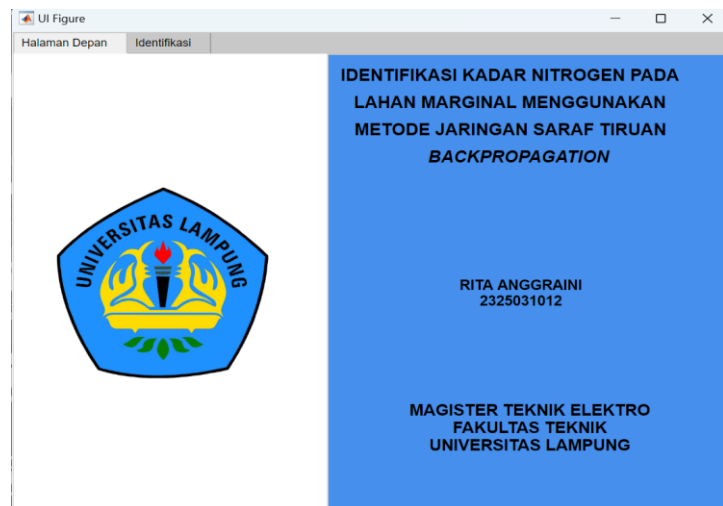 UI Figure
Halaman Depan
Identifikasi
IDENTIFIKASI KADAR NITROGEN PADA
LAHAN MARGINAL MENGGUNAKAN
METODE JARINGAN SARAF TIRUAN
BACKPROPAGATION
UNIVERSITAS LAMPUNG
RITA ANGGRAINI
2325031012
MAGISTER TEKNIK ELEKTRO
FAKULTAS TEKNIK
UNIVERSITAS LAMPUNG